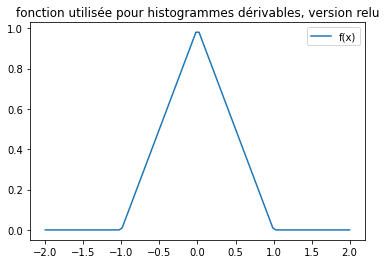 fonction utilisée pour histogrammes dérivables, version relu
f(x)
1.0
0.8
0.6
0.4
0.2
0.0
−2.0 −1.5 −1.0 −0.5 0.0 0.5 1.0 1.5 2.0